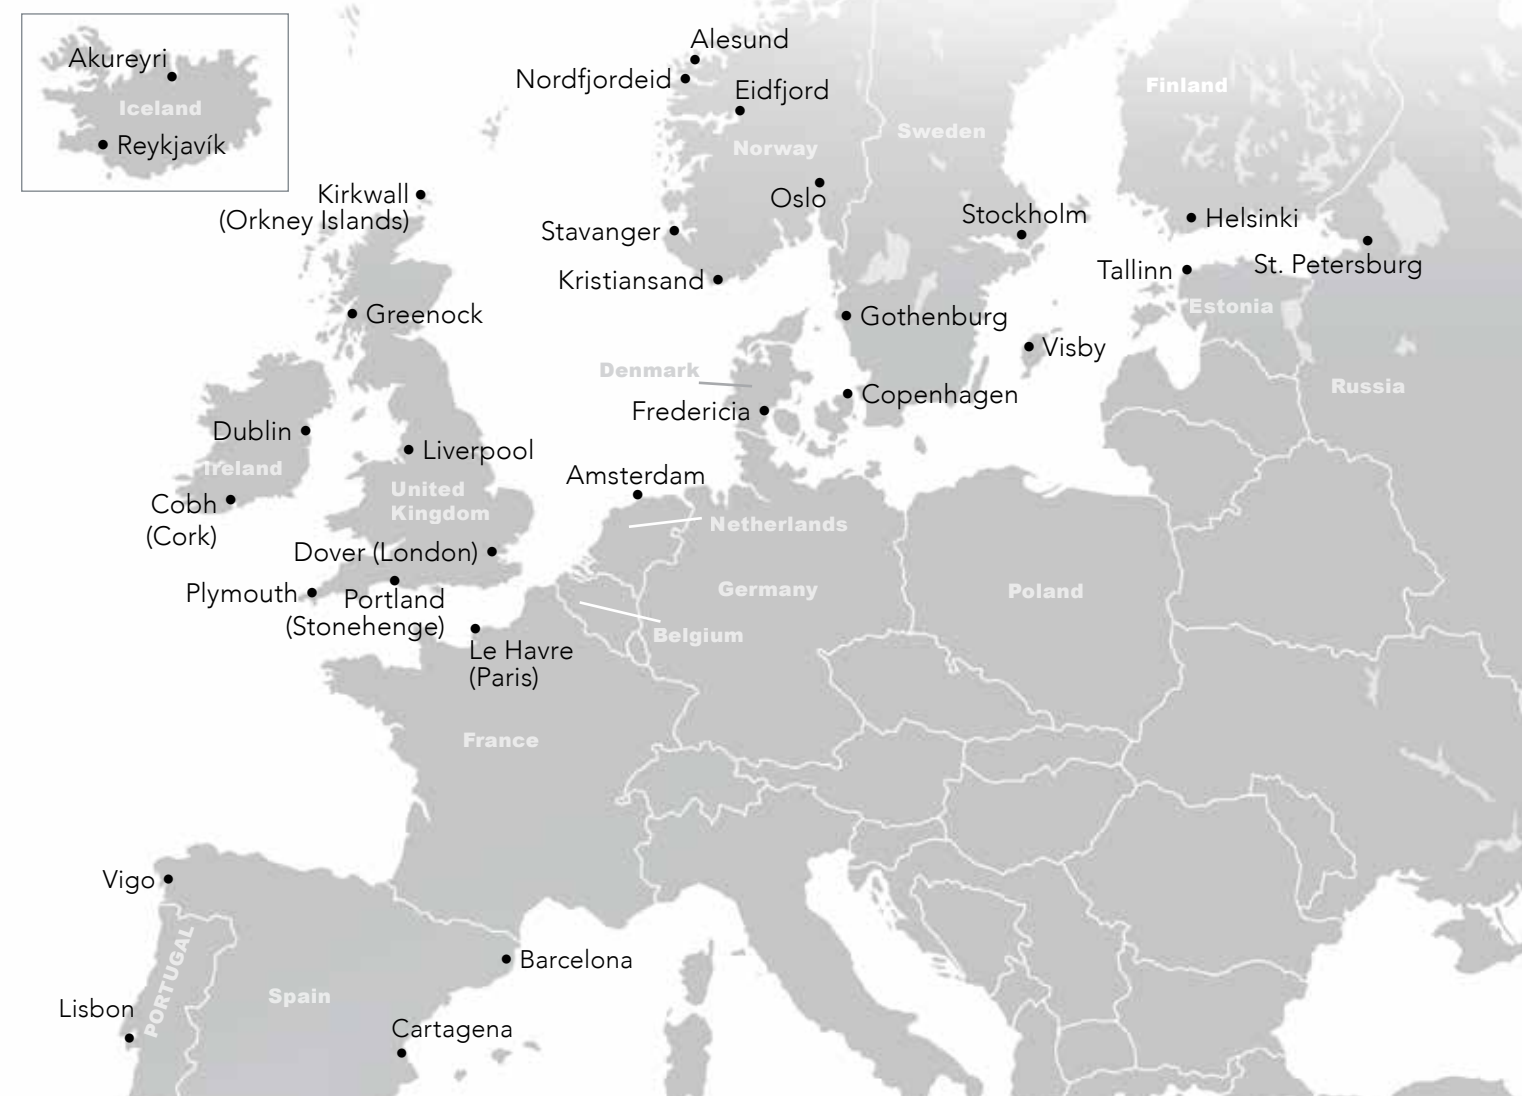 Akureyri
Iceland
Reykjavík
Alesund
Nordfjordeid
Eidfjord
Norway
Sweden
Finland
Kirkwall
(Orkney Islands)
Oslo
Stavanger
Kristiansand
Stockholm
Helsinki
Tallinn
St. Petersburg
Estonia
Greenock
Gothenburg
Visby
Denmark
Russia
Copenhagen
Fredericia
Dublin
Liverpool
Ireland
Amsterdam
United
Kingdom
Cobh
(Cork)
Netherlands
Dover (London)
Plymouth
Portland
(Stonehenge)
Germany
Poland
Belgium
Le Havre
(Paris)
France
Vigo
PORTUGAL
Barcelona
Spain
Lisbon
Cartagena